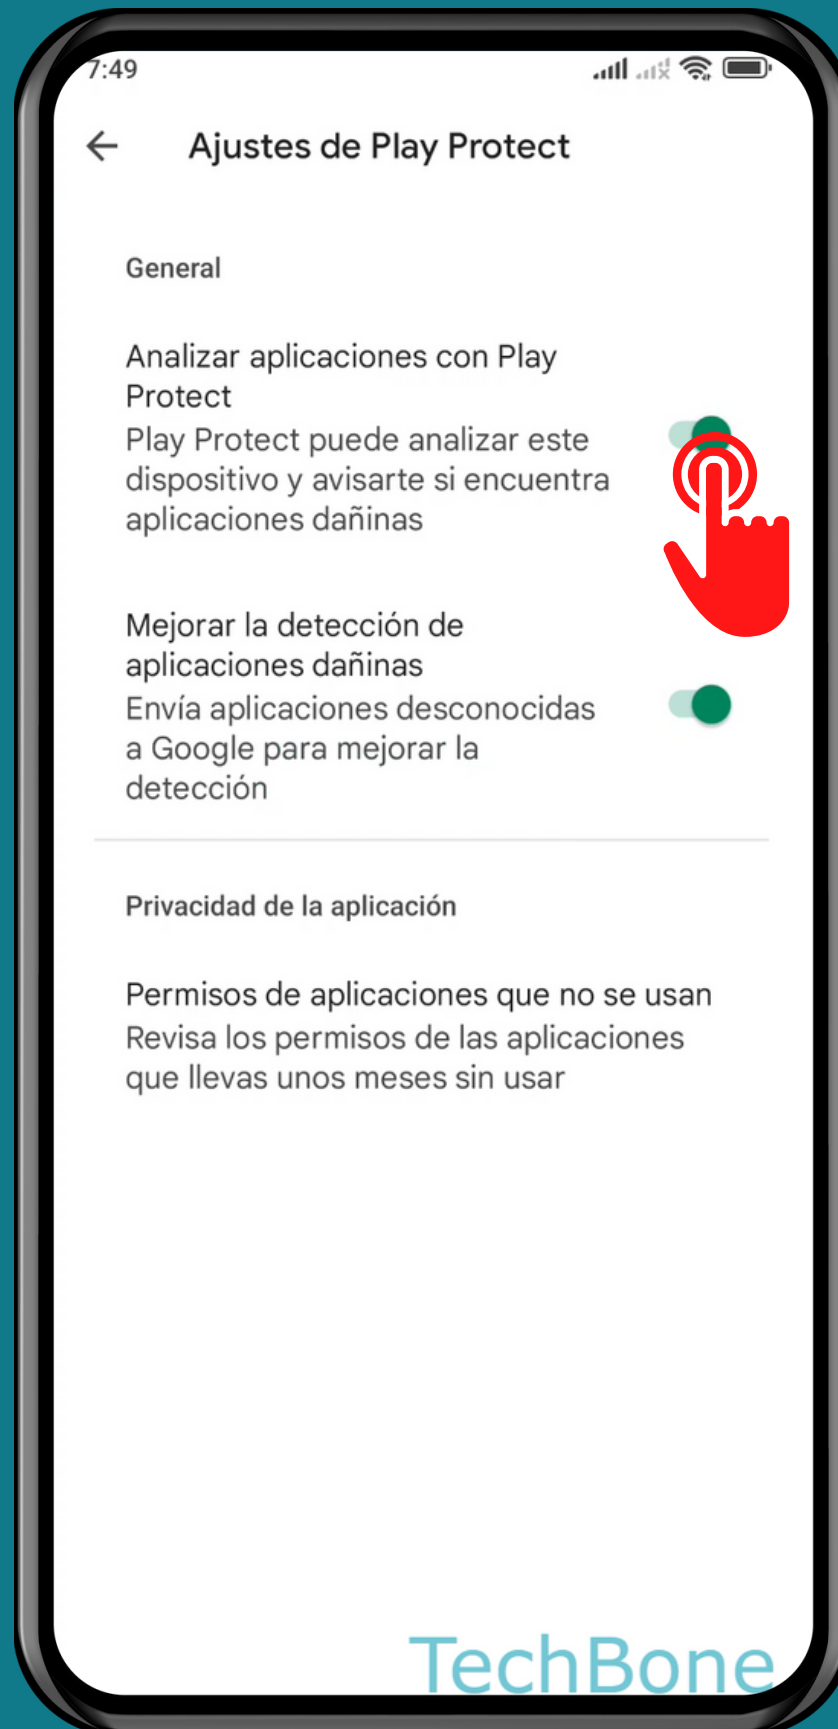 7:49
Ajustes de Play Protect
General
Analizar aplicaciones con Play
Protect
Play Protect puede analizar este
dispositivo y avisarte si encuentra
aplicaciones dañinas
Mejorar la detección de
aplicaciones dañinas
Envía aplicaciones desconocidas
a Google para mejorar la
detección
Privacidad de la aplicación
Permisos de aplicaciones que no se usan
Revisa los permisos de las aplicaciones
que llevas unos meses sin usar
TechBone